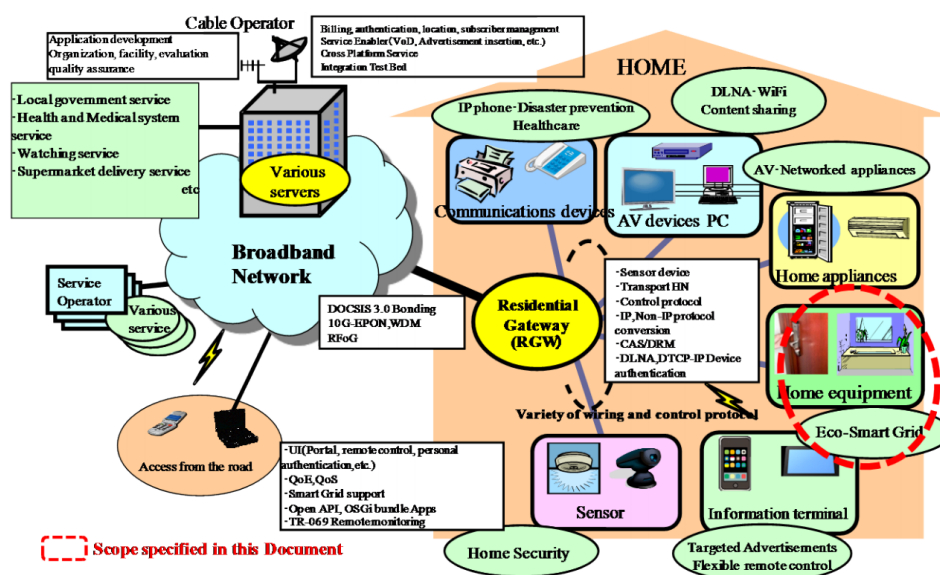 Cable Operator
Application development
Organization, facility, evaluation
quality assurance
Billing, authentication, location, subscriber management
Service Enabler(VoD, Advertisement insertion, etc.)
Cross Platform Service
Integration Test Bed
-Local government service
-Health and Medical system
service
-Watching service
-Supermarket delivery service
etc
Various
servers
HOME
IP phone-Disaster prevention
Healthcare
DLNA-WiFi
Content sharing
Communications devices
AV devices PC
AV-Networked appliances
Home appliances
Broadband
Network
Service
Operator
Various
service
DOCSIS 3.0 Bonding
10G-EPON,WDM
RFoG
Residential
Gateway
(RGW)
-Sensor device
-Transport HN
-Control protocol
-IP,Non-IP protocol
conversion
-CAS/DRM
-DLNA,DTCP-IP Device
authentication
Home equipment
Eco-Smart Grid
Variety of wiring and control protocol
Access from the road
-UI(Portal, remote control, personal
authentication,etc.)
-QoE,QoS
-Smart Grid support
-Open API, OSGi bundle Apps
-TR-069 Remotemonitoring
Sensor
Information terminal
Home Security
Targeted Advertisements
Flexible remote control
Scope specified in this Document